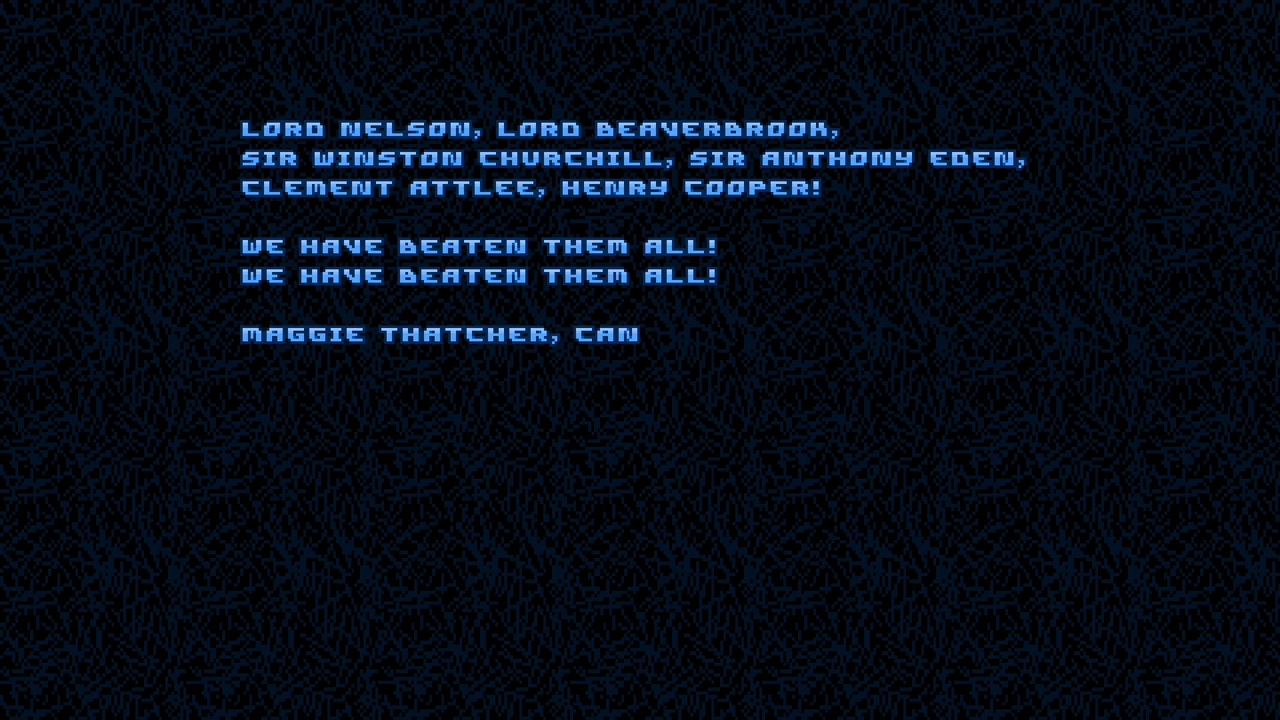 LORD NELSON, LORD BEAVERBROOK,
SIR WINSTON CHURCHILL, SIR ANTHONY EDEN,
CLEMENT ATTLEE, HENRY COOPER!
WE HAVE BEATEN THEM ALL!
WE HAVE BEATEN THEM ALL!
MAGGIE THATCHER, CAN